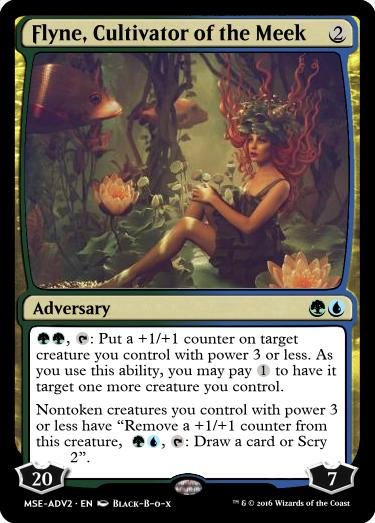 Flyne, Cultivator of the Meek 2
Adversary
: Put a +1/+1 counter on target
creature you control with power 3 or less. As
you use this ability, you may pay 1 to have it
target one more creature you control.
Nontoken creatures you control with power 3
or less have “Remove a +1/+1 counter from
this creature, : Draw a card or Scry
2”.
20
7
MSE-ADV2 • EN Black-B-o-x
™ & © 2016 Wizards of the Coast